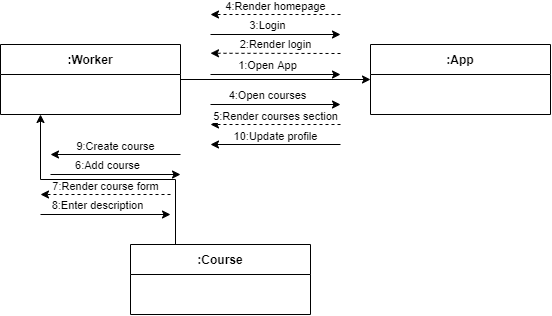 4:Render homepage
3:Login
2:Render login
:Worker
1:Open App
:App
4:Open courses
5:Render courses section
10:Update profile
9:Create course
6:Add course
7:Render course form
8:Enter description
:Course